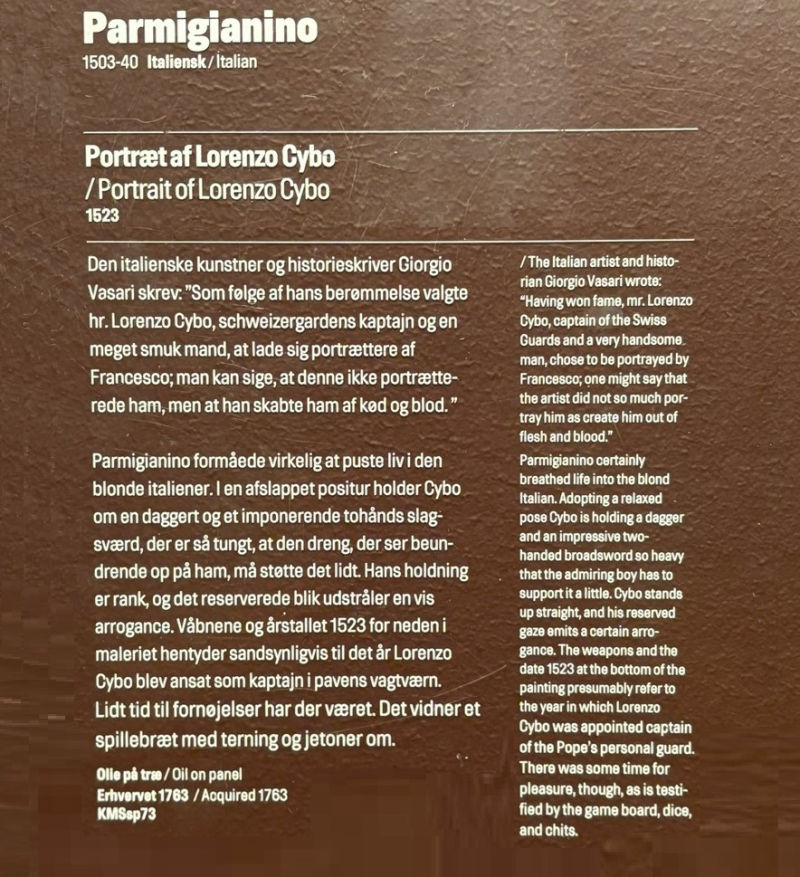 Parmigianino
1503-40 Italiensk / Italian
Portræt af Lorenzo Cybo
/ Portrait of Lorenzo Cybo
1523
Den italienske kunstner og historieskriver Giorgio
Vasari skrev: ”Som følge af hans berømmelse valgte
hr. Lorenzo Cybo, schweizergardens kaptajn og en
meget smuk mand, at lade sig portrættere af
Francesco; man kan sige, at denne ikke portrætte-
rede ham, men at han skabte ham af kød og blod.”
Parmigianino formåede virkelig at puste liv i den
blonde italiener. I en afslappet positur holder Cybo
om en daggert og et imponerende tohånds slag-
sværd, der er så tungt, at den dreng, der ser beun-
drende op på ham, må støtte det lidt. Hans holdning
er rank, og det reserverede blik udstråler en vis
arrogance. Våbnene og årstallet 1523 for neden i
maleriet hentyder sandsynligvis til det år Lorenzo
Cybo blev ansat som kaptajn i pavens vagtværn.
Lidt tid til fornøjelser har der været. Det vidner et
spillebræt med terning og jetoner om.
Olie på træ / Oil on panel
Erhvervet 1763 / Acquired 1763
KMSsp73
/ The Italian artist and histo-
rian Giorgio Vasari wrote:
“Having won fame, mr. Lorenzo
Cybo, captain of the Swiss
Guards and a very handsome
man, chose to be portrayed by
Francesco; one might say that
the artist did not so much por-
tray him as create him out of
flesh and blood.”
Parmigianino certainly
breathed life into the blond
Italian. Adopting a relaxed
pose Cybo is holding a dagger
and an impressive two-
handed broadsword so heavy
that the admiring boy has to
support it a little. Cybo stands
up straight, and his reserved
gaze emits a certain arro-
gance. The weapons and the
date 1523 at the bottom of the
painting presumably refer to
the year in which Lorenzo
Cybo was appointed captain
of the Pope’s personal guard.
There was some time for
pleasure, though, as is testi-
fied by the game board, dice,
and chits.